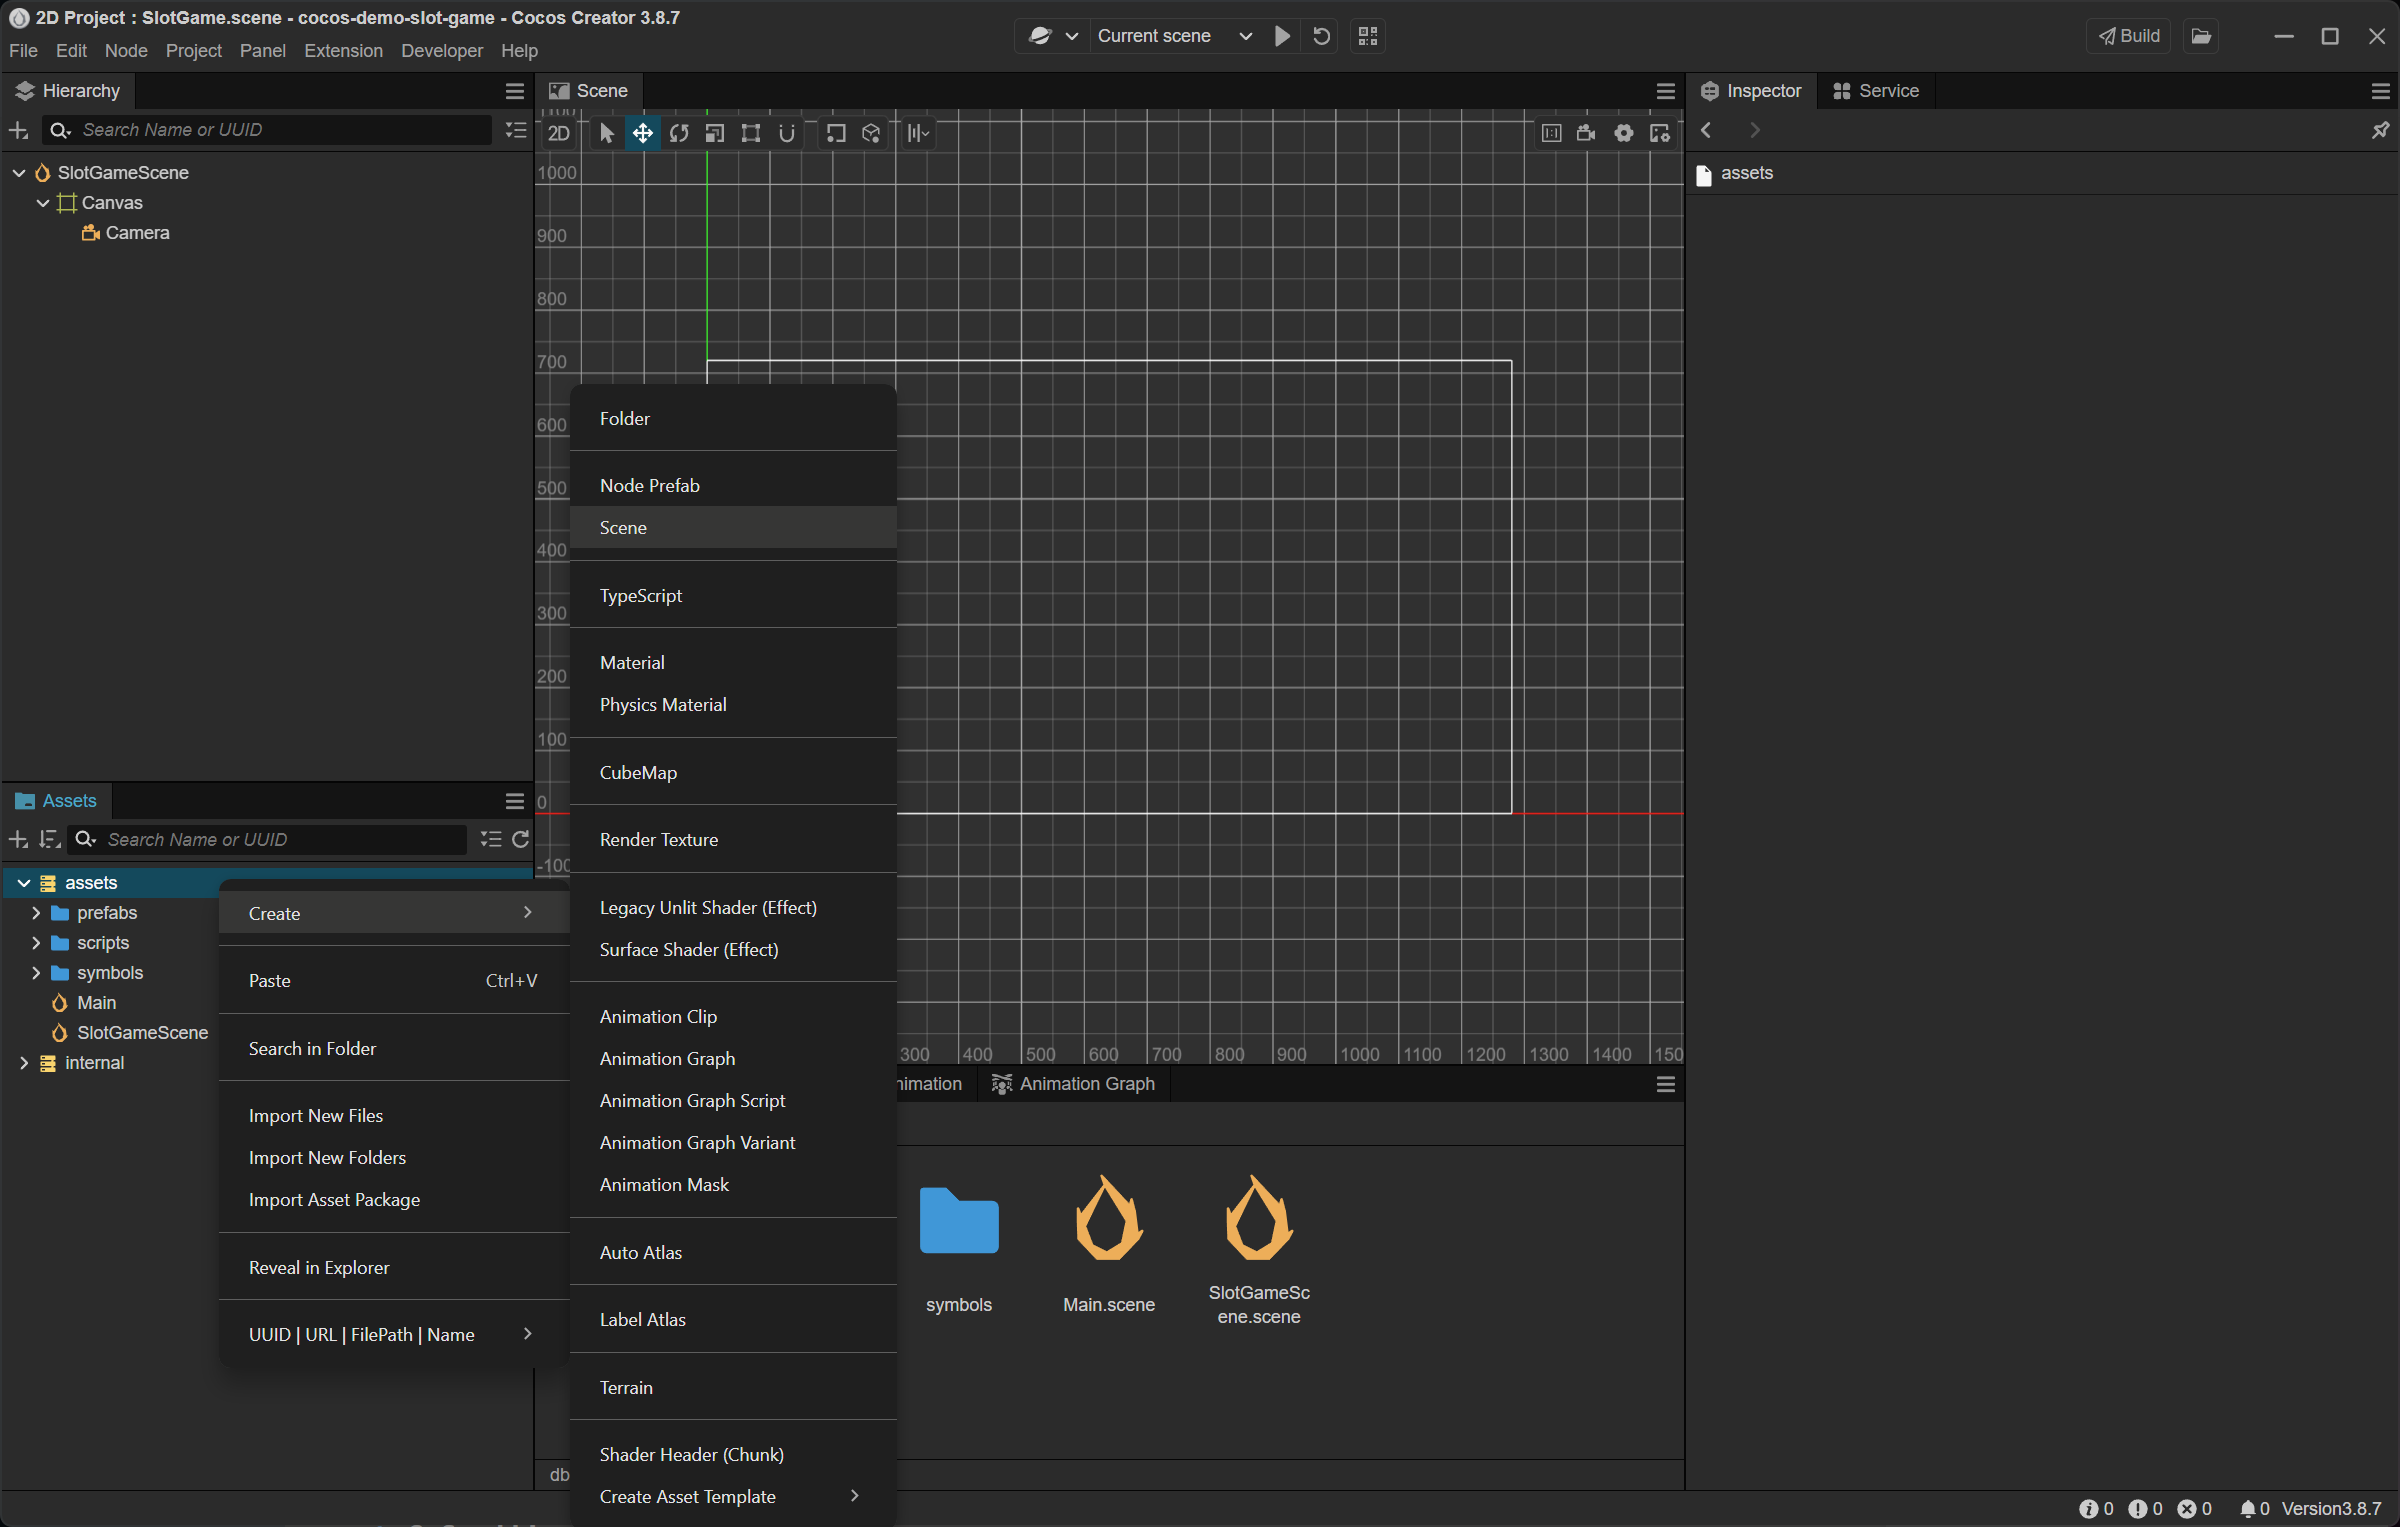 2D Project : SlotGame.scene - cocos-demo-slot-game - Cocos Creator 3.8.7
File Edit Node Project Panel Extension Developer Help
Current scene
Build
Hierarchy
Search Name or UUID
SlotGameScene
Canvas
Camera
Scene
2D
1000
900
800
700
600
500
400
300
200
100
0
-100
300 400 500 600 700 800 900 1000 1100 1200 1300 1400 150
Inspector
Service
assets
Assets
Search Name or UUID
assets
prefabs
scripts
symbols
Main
SlotGameScene
internal
Create
Paste Ctrl+V
Search in Folder
Import New Files
Import New Folders
Import Asset Package
Reveal in Explorer
UUID | URL | FilePath | Name
Folder
Node Prefab
Scene
TypeScript
Material
Physics Material
CubeMap
Render Texture
Legacy Unlit Shader (Effect)
Surface Shader (Effect)
Animation Clip
Animation Graph
Animation Graph Script
Animation Graph Variant
Animation Mask
Auto Atlas
Label Atlas
Terrain
Shader Header (Chunk)
Create Asset Template
nimation
Animation Graph
symbols
Main.scene
SlotGameSc
ene.scene
db
0 0 0 0 Version3.8.7